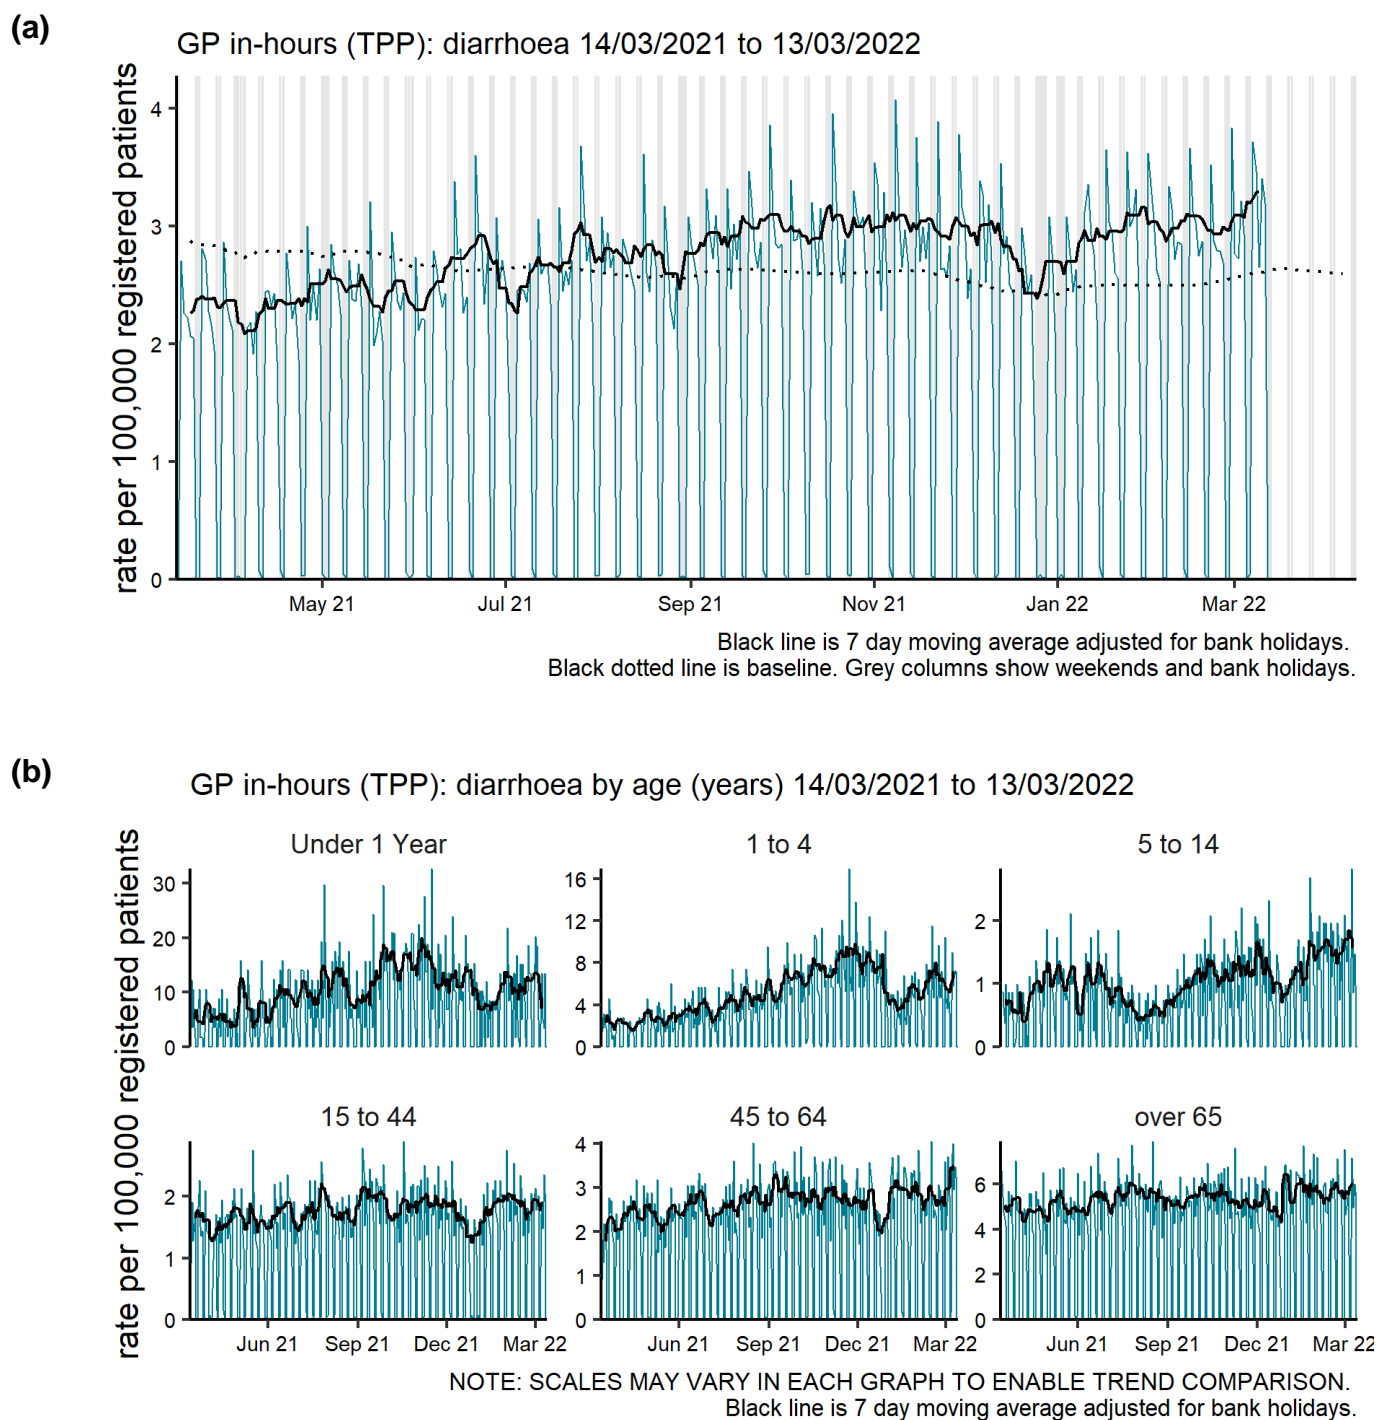 (a)
GP in-hours (TPP): diarrhoea 14/03/2021 to 13/03/2022
rate per 100,000 registered patients
4
3
2
1
0
May 21 Jul 21 Sep 21 Nov 21 Jan 22 Mar 22
Black line is 7 day moving average adjusted for bank holidays.
Black dotted line is baseline. Grey columns show weekends and bank holidays.
(b)
GP in-hours (TPP): diarrhoea by age (years) 14/03/2021 to 13/03/2022
rate per 100,000 registered patients
Under 1 Year
30
20
10
0
1 to 4
16
12
8
4
0
5 to 14
2
1
0
15 to 44
2
1
0
Jun 21 Sep 21 Dec 21 Mar 22
45 to 64
4
3
2
1
0
Jun 21 Sep 21 Dec 21 Mar 22
over 65
6
4
2
0
Jun 21 Sep 21 Dec 21 Mar 22
NOTE: SCALES MAY VARY IN EACH GRAPH TO ENABLE TREND COMPARISON.
Black line is 7 day moving average adjusted for bank holidays.